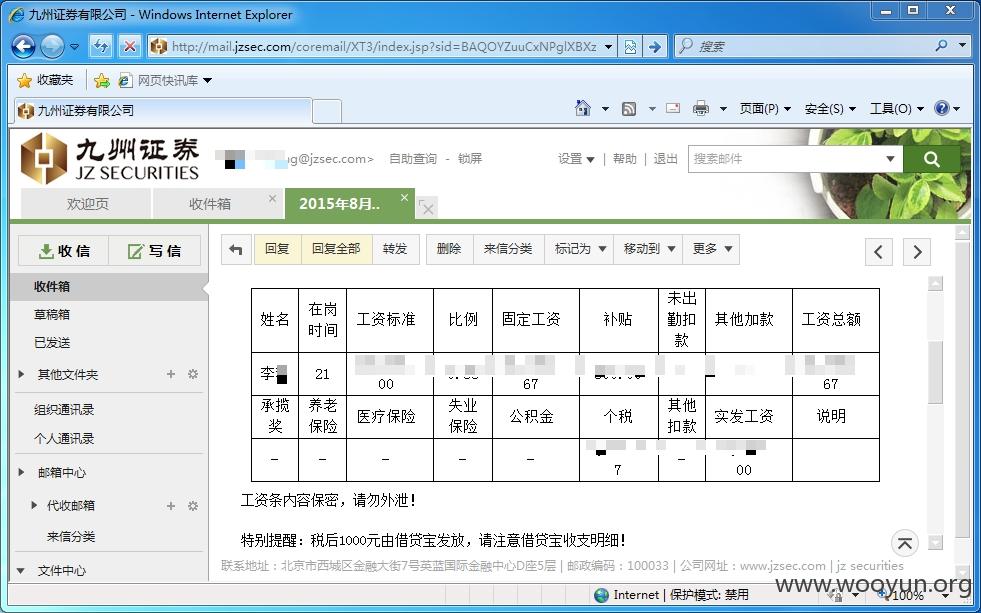 九州证券有限公司 - Windows Internet Explorer
http://mail.jzsec.com/coremail/XT3/index.jsp?sid=BAQOYZuuCxNPglXBXz
搜索
收藏夹 网页快讯库
九州证券有限公司
页面(P) 安全(S) 工具(O)
九州证券
JZ SECURITIES
g@jzsec.com> 自助查询 - 锁屏
设置 | 帮助 | 退出
搜索邮件
欢迎页 收件箱 2015年8月..
收信 写信
回复 回复全部 转发 删除 来信分类 标记为 移动到 更多
收件箱
草稿箱
已发送
其他文件夹
组织通讯录
个人通讯录
邮箱中心
代收邮箱
来信分类
文件中心
姓名 在岗时间 工资标准 比例 固定工资 补贴 未出勤扣款 其他加款 工资总额
李 21 00 67 67
承揽奖 养老保险 医疗保险 失业保险 公积金 个税 其他扣款 实发工资 说明
– – – – – 7 – 00
工资条内容保密，请勿外泄！
特别提醒：税后1000元由借贷宝发放，请注意借贷宝收支明细！
联系地址：北京市西城区金融大街7号英蓝国际金融中心D座5层 | 邮政编码：100033 | 公司网址：www.jzsec.com | jz securities
Internet | 保护模式: 禁用
100%
www.wooyun.org